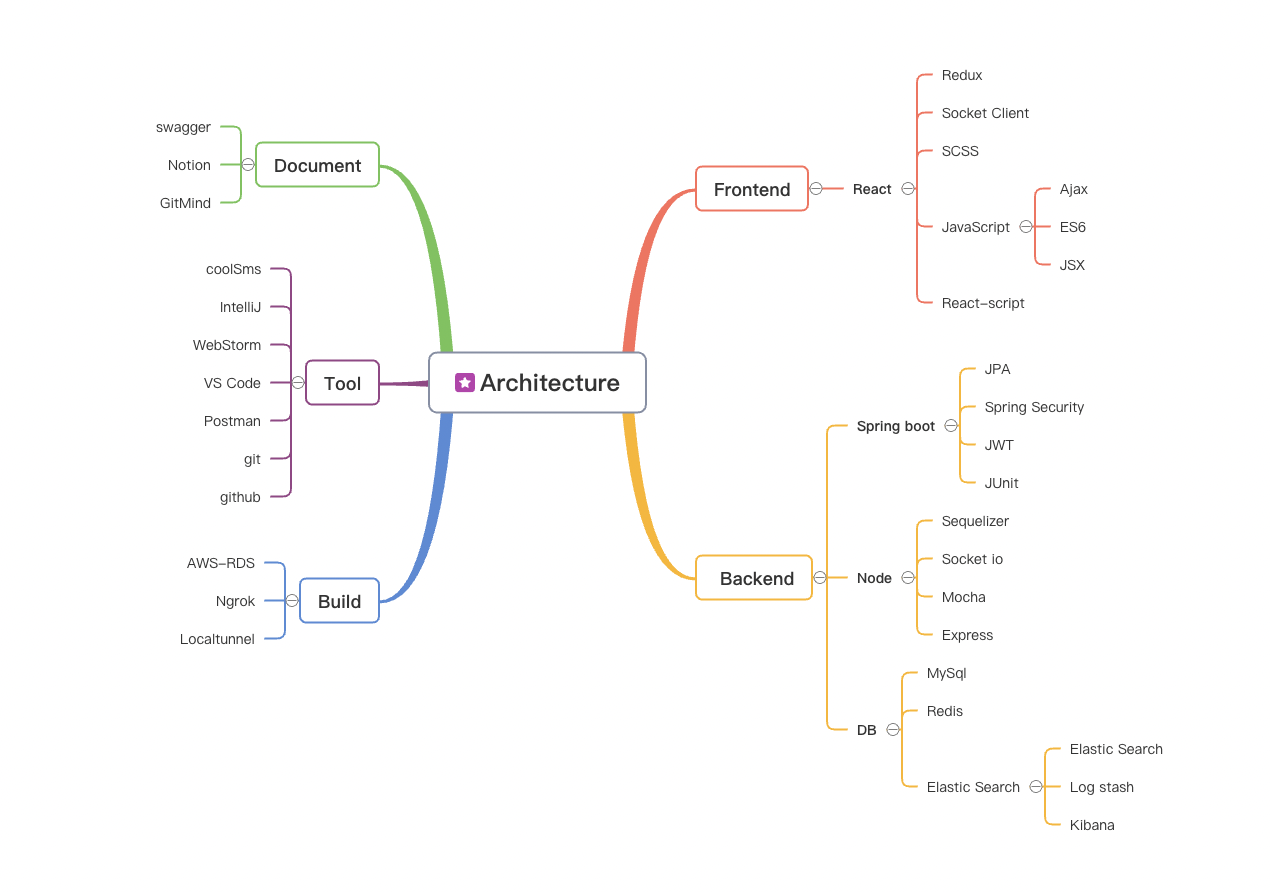 Architecture
Document
swagger
Notion
GitMind
Tool
coolSms
IntelliJ
WebStorm
VS Code
Postman
git
github
Build
AWS-RDS
Ngrok
Localtunnel
Frontend
React
Redux
Socket Client
SCSS
JavaScript
Ajax
ES6
JSX
React-script
Backend
Spring boot
JPA
Spring Security
JWT
JUnit
Node
Sequelizer
Socket io
Mocha
Express
DB
MySql
Redis
Elastic Search
Elastic Search
Log stash
Kibana